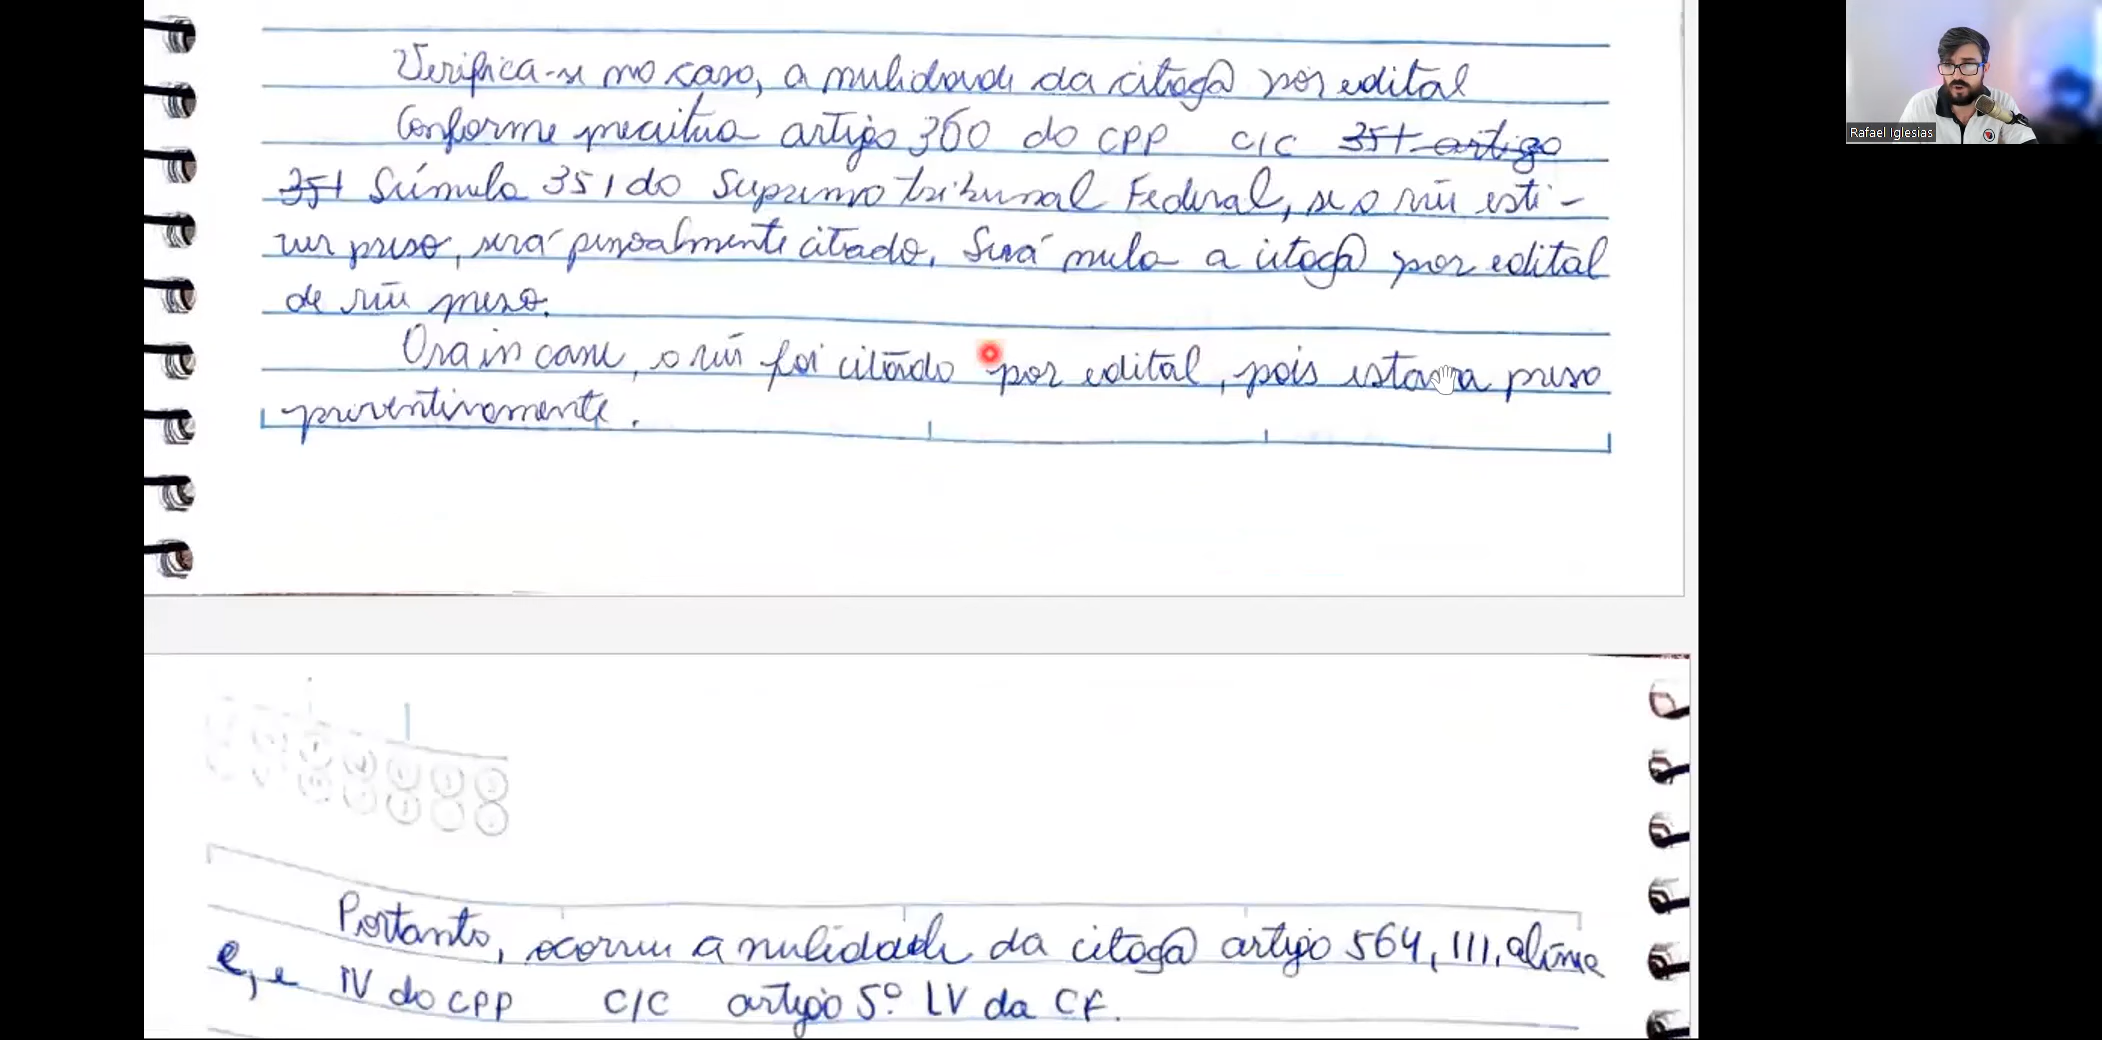 Verifica-se no caso, a nulidade da citação por edital
Conforme preceitua artigo 360 do CPP c/c 351 artigo
351 Súmula 351 do Supremo Tribunal Federal, se o réu esti-
ver preso, será pessoalmente citado. Será nula a citação por edital
de réu preso.
Ora in casu, o réu foi citado por edital, pois estava preso
preventivamente.
Portanto, ocorreu a nulidade da citação artigo 564, III, alínea
e, e IV do CPP c/c artigo 5º LV da CF.
Rafael Iglesias